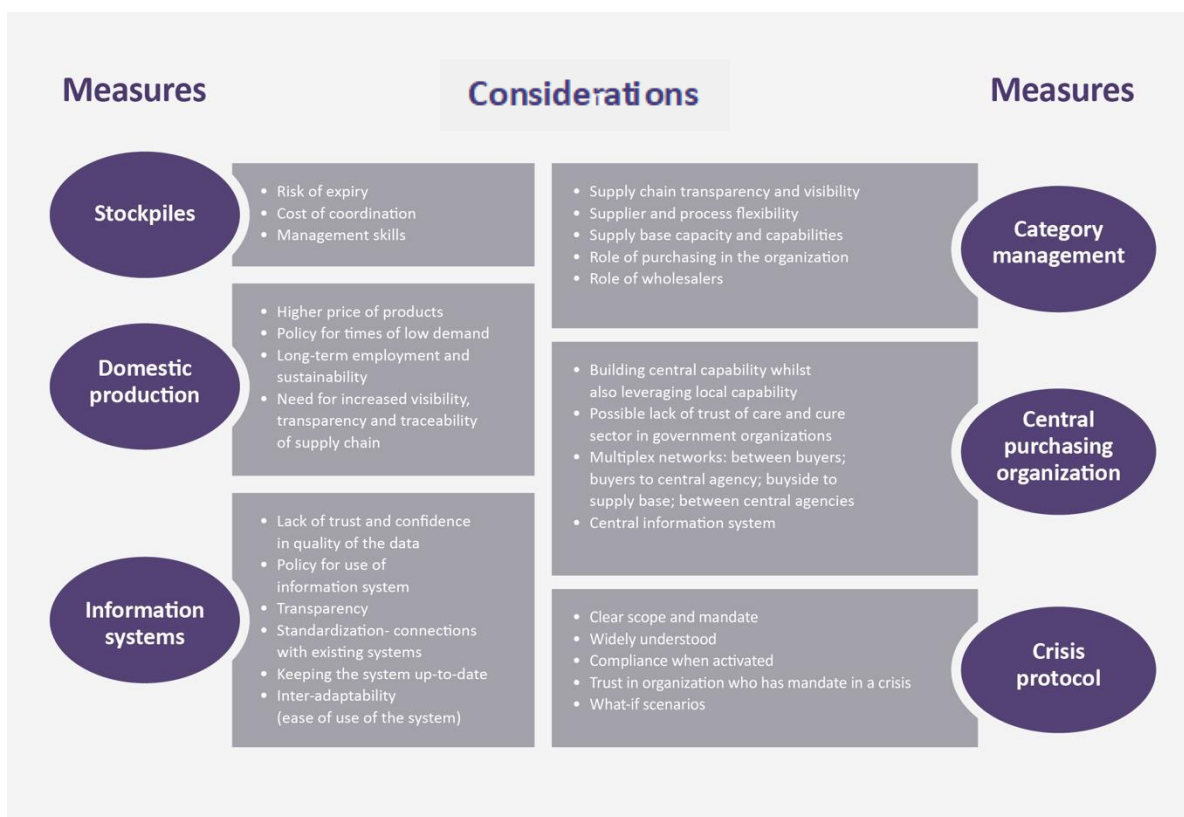 Measures
Considerations
Measures
Stockpiles
• Risk of expiry
• Cost of coordination
• Management skills
Domestic
production
• Higher price of products
• Policy for times of low demand
• Long-term employment and
sustainability
• Need for increased visibility,
transparency and traceability
of supply chain
Information
systems
• Lack of trust and confidence
in quality of the data
• Policy for use of
information system
• Transparency
• Standardization- connections
with existing systems
• Keeping the system up-to-date
• Inter-adaptability
(ease of use of the system)
• Supply chain transparency and visibility
• Supplier and process flexibility
• Supply base capacity and capabilities
• Role of purchasing in the organization
• Role of wholesalers
Category
management
• Building central capability whilst
also leveraging local capability
• Possible lack of trust of care and cure
sector in government organizations
• Multiplex networks: between buyers;
buyers to central agency; buyside to
supply base; between central agencies
• Central information system
Central
purchasing
organization
• Clear scope and mandate
• Widely understood
• Compliance when activated
• Trust in organization who has mandate in a crisis
• What-if scenarios
Crisis
protocol